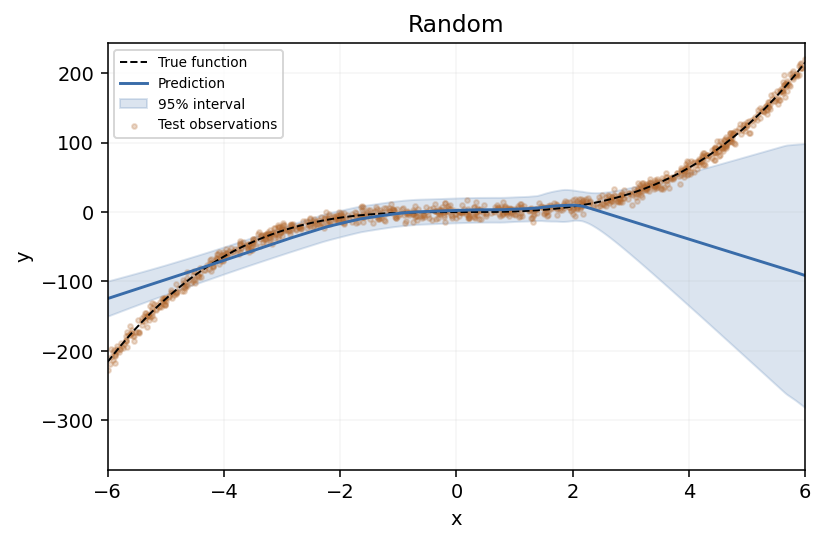 Random
True function
Prediction
95% interval
Test observations
200
100
0
−100
−200
−300
y
−6
−4
−2
0
2
4
6
x